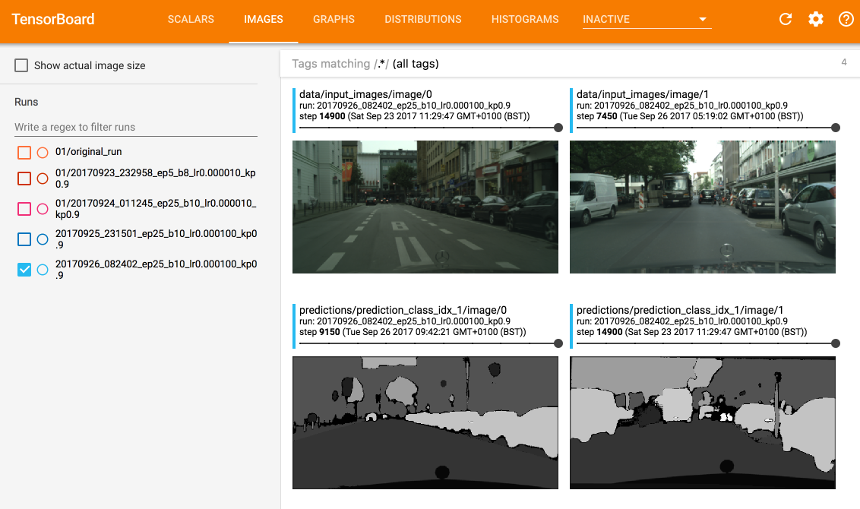 TensorBoard
SCALARS
IMAGES
GRAPHS
DISTRIBUTIONS
HISTOGRAMS
INACTIVE
Show actual image size
Runs
Write a regex to filter runs
01/original_run
01/20170923_232958_ep5_b8_lr0.000010_kp
0.9
01/20170924_011245_ep25_b10_lr0.000010_
kp0.9
20170925_231501_ep25_b10_lr0.000100_kp0
.9
20170926_082402_ep25_b10_lr0.000100_kp0
.9
Tags matching /.*/ (all tags)
4
data/input_images/image/0
run: 20170926_082402_ep25_b10_lr0.000100_kp0.9
step 14900 (Sat Sep 23 2017 11:29:47 GMT+0100 (BST))
data/input_images/image/1
run: 20170926_082402_ep25_b10_lr0.000100_kp0.9
step 7450 (Tue Sep 26 2017 05:19:02 GMT+0100 (BST))
predictions/prediction_class_idx_1/image/0
run: 20170926_082402_ep25_b10_lr0.000100_kp0.9
step 9150 (Tue Sep 26 2017 09:42:21 GMT+0100 (BST))
predictions/prediction_class_idx_1/image/1
run: 20170926_082402_ep25_b10_lr0.000100_kp0.9
step 14900 (Sat Sep 23 2017 11:29:47 GMT+0100 (BST))